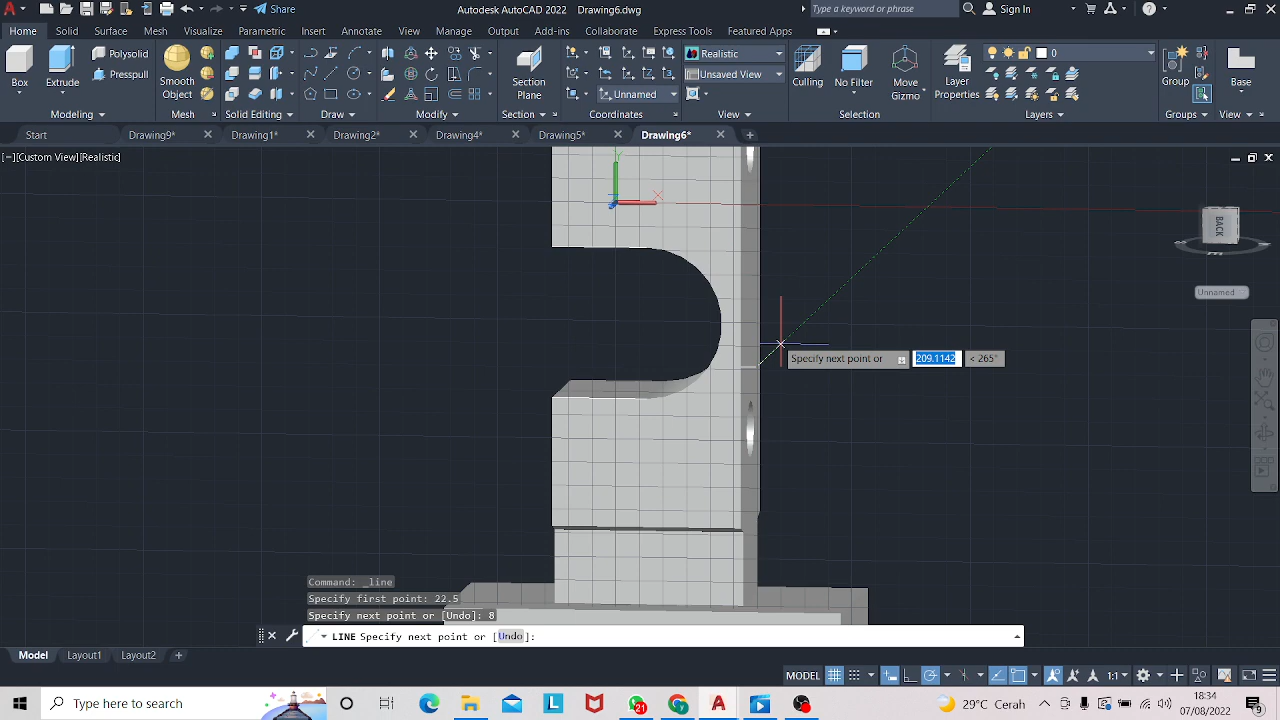 Share
Autodesk AutoCAD 2022 Drawing6.dwg
Type a keyword or phrase
Sign In
Home Solid Surface Mesh Visualize Parametric Insert Annotate View Manage Output Add-ins Collaborate Express Tools Featured Apps
Box
Extrude
Polysolid
Presspull
Smooth Object
Section Plane
Realistic
Unsaved View
Unnamed
Culling
No Filter
Move Gizmo
Layer Properties
0
Group
Base
Modeling
Mesh
Solid Editing
Draw
Modify
Section
Coordinates
View
Selection
Layers
Groups
View
Start Drawing9* Drawing1* Drawing2* Drawing4* Drawing5* Drawing6*
[−][Custom View][Realistic]
Y
X
BACK
Unnamed
Specify next point or 209.1142 < 265°
Command: _line
Specify first point: 22.5
Specify next point or [Undo]: 8
LINE Specify next point or [Undo]:
Model Layout1 Layout2
MODEL 1:1
Type here to search
L
21
A
29°C Cerah
18:34
07/08/2022